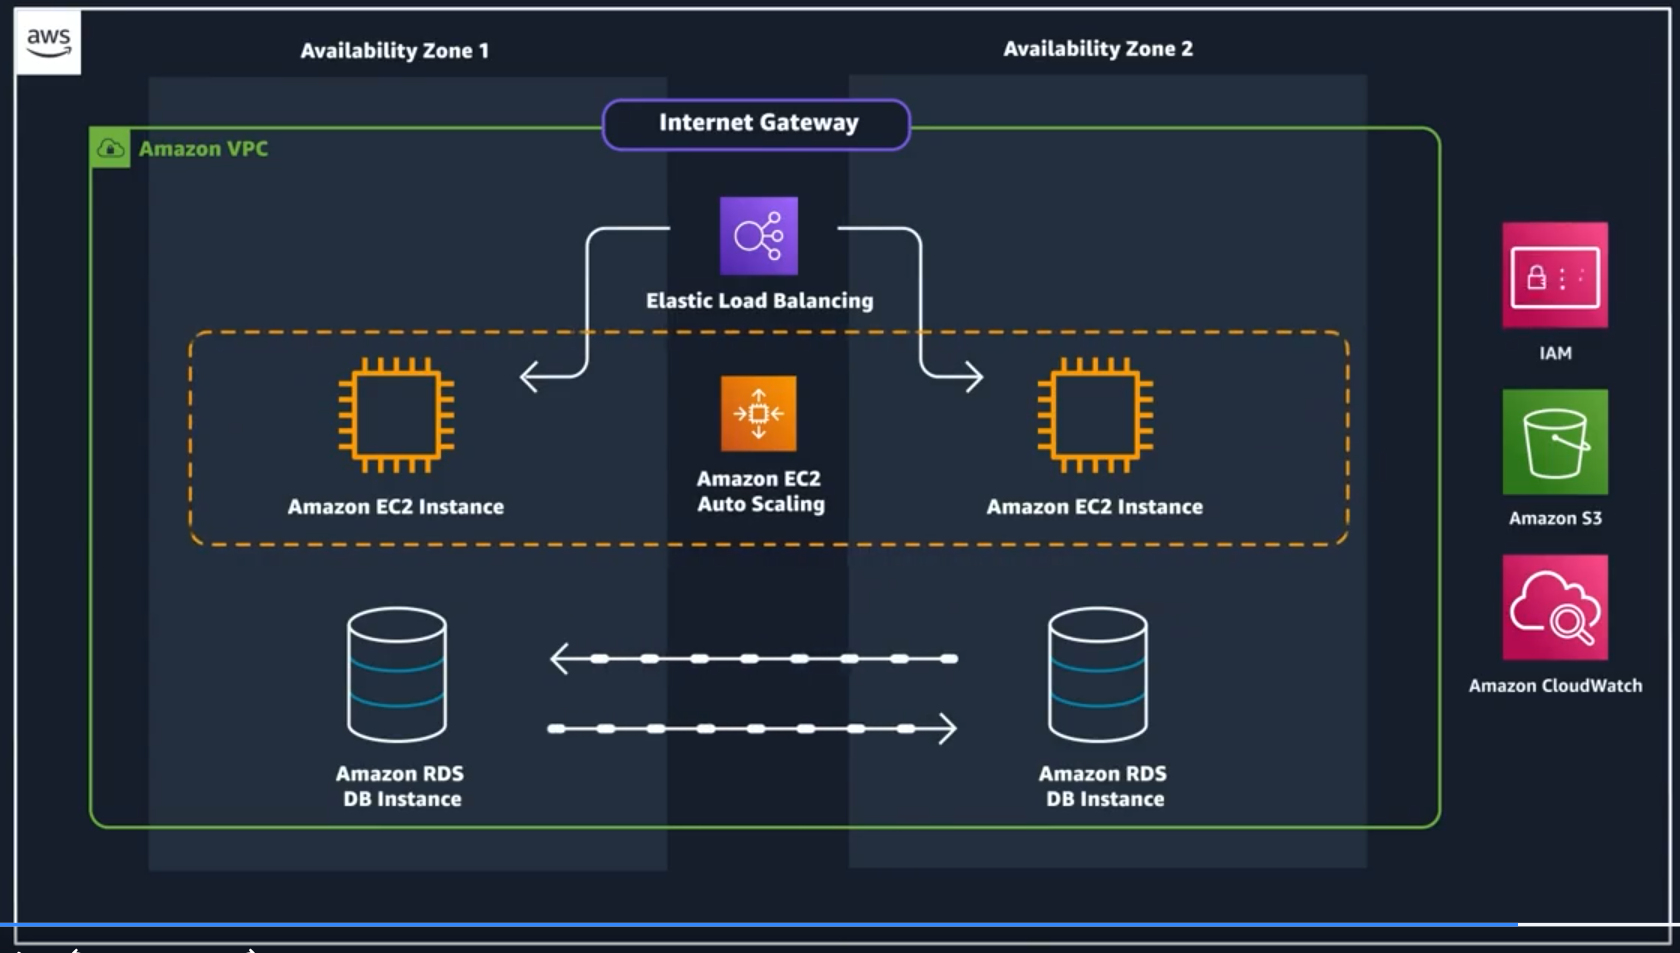 aws
Availability Zone 1
Availability Zone 2
Internet Gateway
Amazon VPC
Elastic Load Balancing
Amazon EC2 Instance
Amazon EC2
Auto Scaling
Amazon EC2 Instance
Amazon RDS
DB Instance
Amazon RDS
DB Instance
IAM
Amazon S3
Amazon CloudWatch